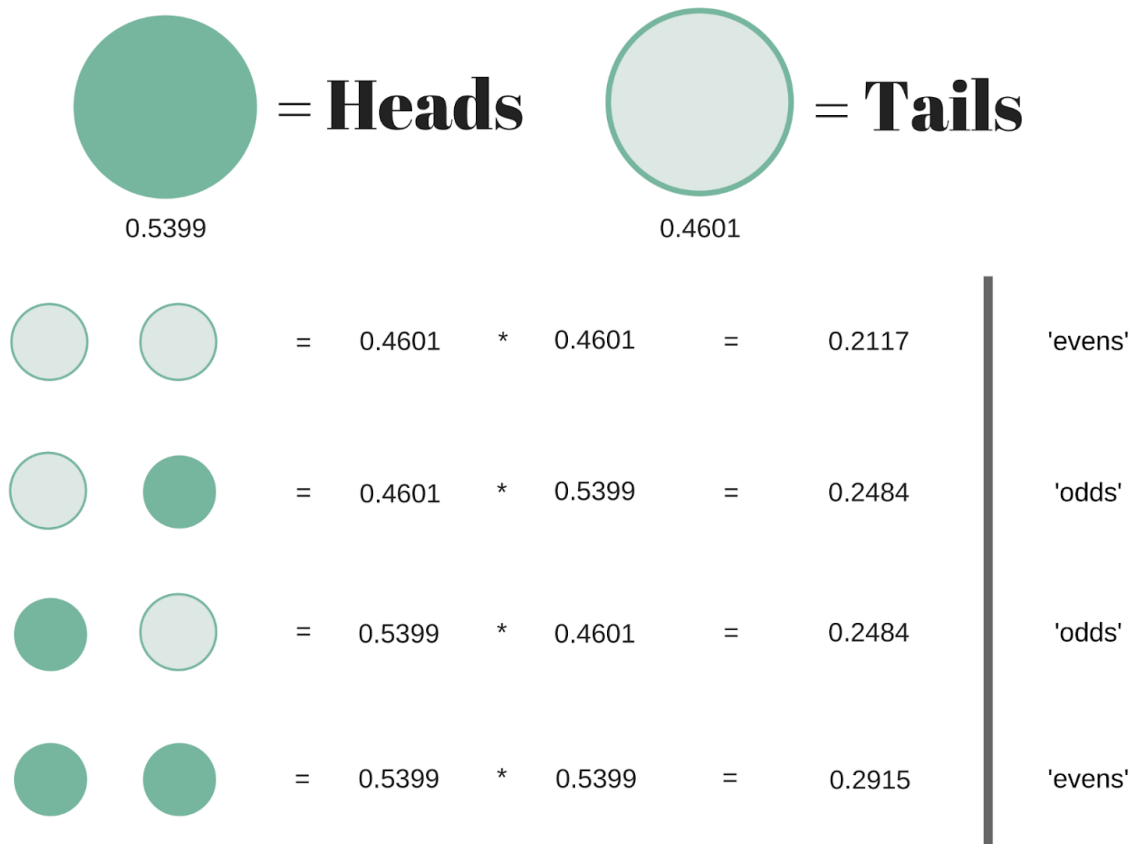 = Heads = Tails
0.5399 0.4601
= 0.4601 * 0.4601 = 0.2117 'evens'
= 0.4601 * 0.5399 = 0.2484 'odds'
= 0.5399 * 0.4601 = 0.2484 'odds'
= 0.5399 * 0.5399 = 0.2915 'evens'